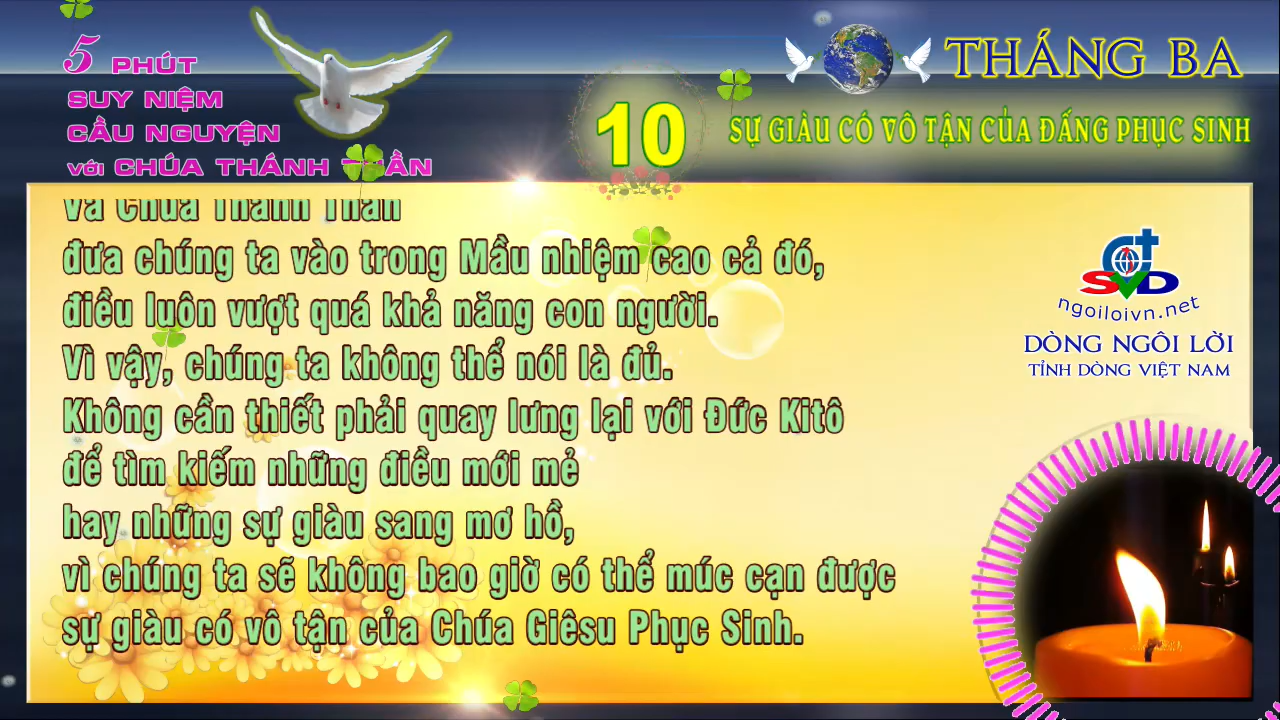 5 PHÚT
SUY NIỆM
CẦU NGUYỆN
với CHÚA THÁNH THẦN
THÁNG BA
10
SỰ GIÀU CÓ VÔ TẬN CỦA ĐẤNG PHỤC SINH
và Chúa Thánh Thần
đưa chúng ta vào trong Mầu nhiệm cao cả đó,
điều luôn vượt quá khả năng con người.
Vì vậy, chúng ta không thể nói là đủ.
Không cần thiết phải quay lưng lại với Đức Kitô
để tìm kiếm những điều mới mẻ
hay những sự giàu sang mơ hồ,
vì chúng ta sẽ không bao giờ có thể múc cạn được
sự giàu có vô tận của Chúa Giêsu Phục Sinh.
SVD
ngoiloivn.net
DÒNG NGÔI LỜI
TỈNH DÒNG VIỆT NAM